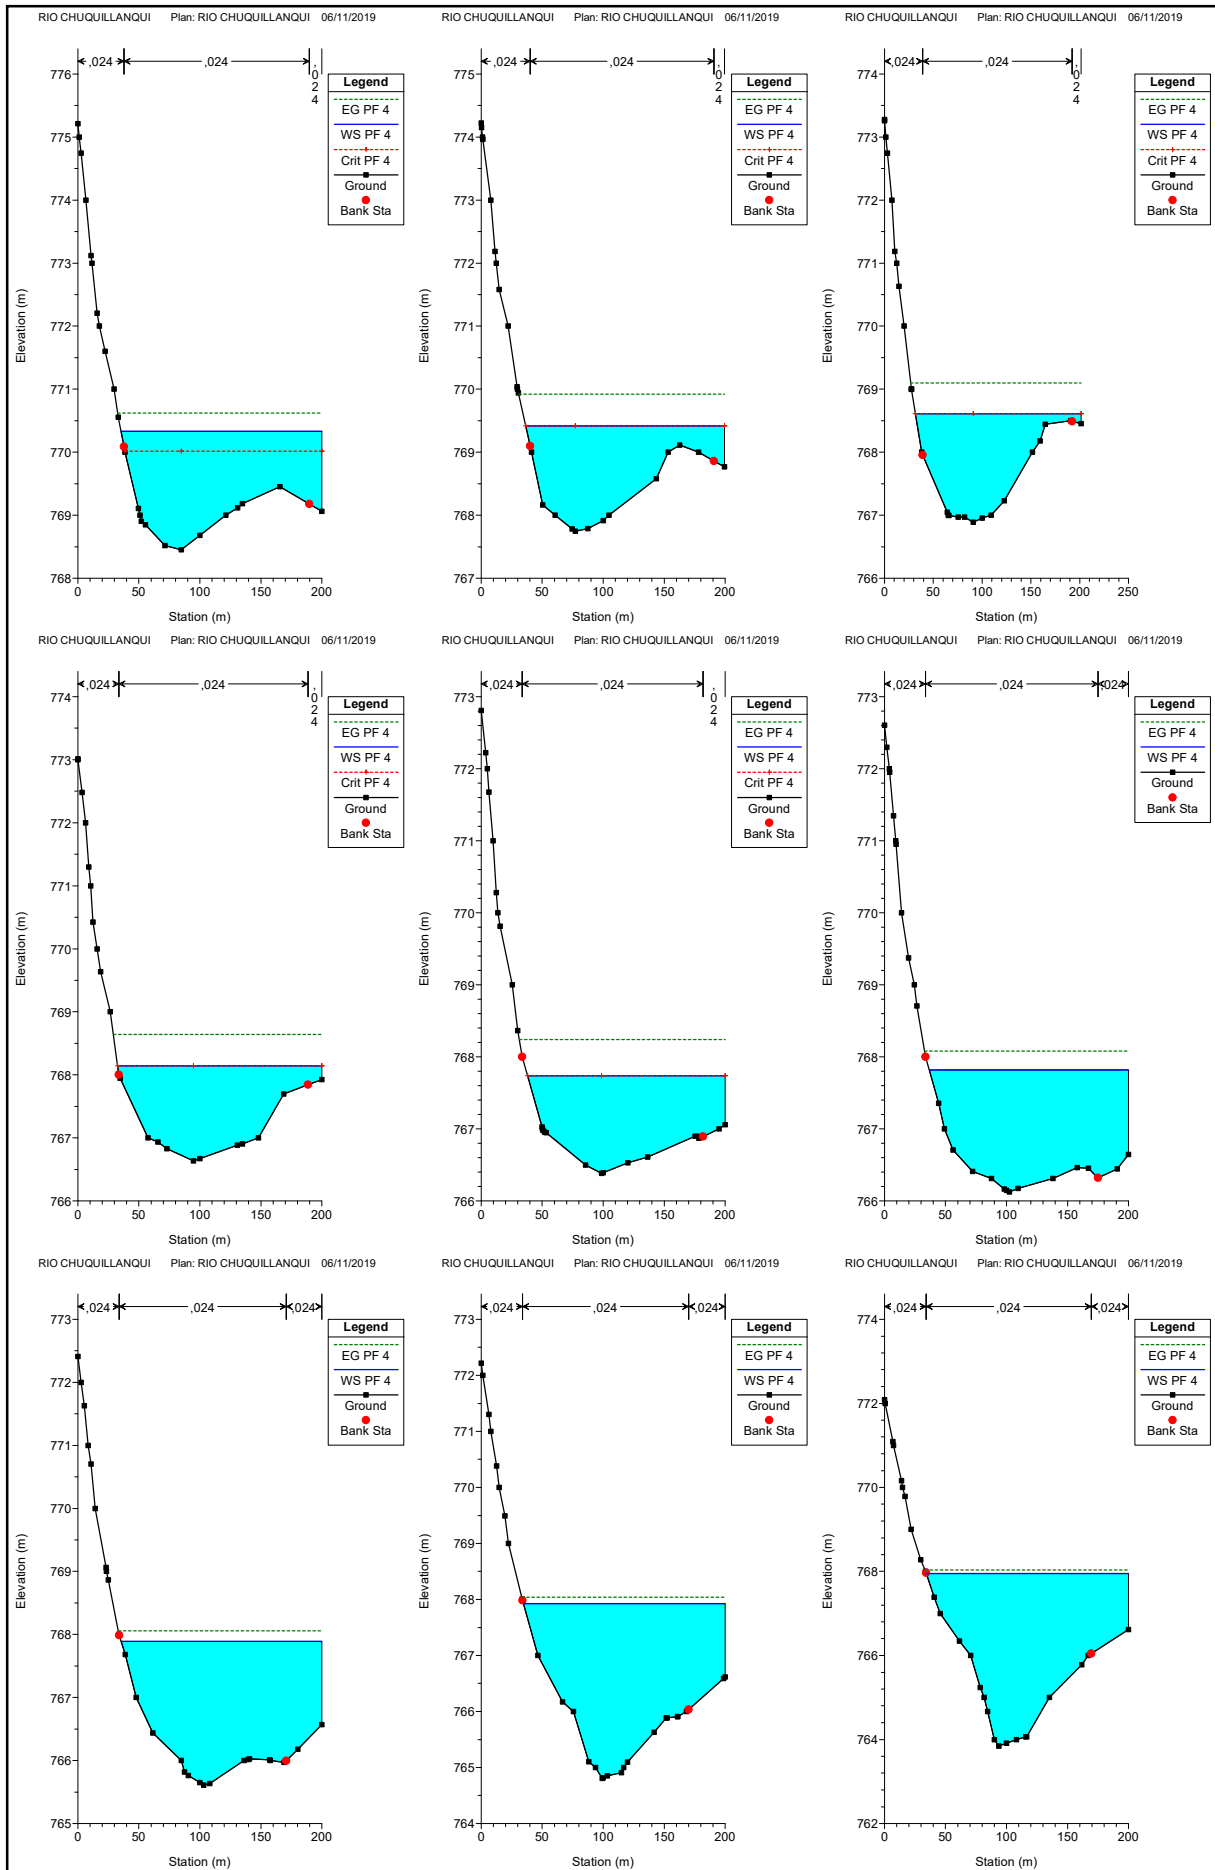 RIO CHUQUILLANQUI Plan: RIO CHUQUILLANQUI 06/11/2019
,024 ,024 ,024
Legend
EG PF 4
WS PF 4
Crit PF 4
Ground
Bank Sta
776
775
774
773
772
771
770
769
768
0 50 100 150 200
Elevation (m)
Station (m)
RIO CHUQUILLANQUI Plan: RIO CHUQUILLANQUI 06/11/2019
,024 ,024 ,024
Legend
EG PF 4
WS PF 4
Crit PF 4
Ground
Bank Sta
775
774
773
772
771
770
769
768
767
0 50 100 150 200
Elevation (m)
Station (m)
RIO CHUQUILLANQUI Plan: RIO CHUQUILLANQUI 06/11/2019
,024 ,024 ,024
Legend
EG PF 4
WS PF 4
Crit PF 4
Ground
Bank Sta
774
773
772
771
770
769
768
767
766
0 50 100 150 200 250
Elevation (m)
Station (m)
RIO CHUQUILLANQUI Plan: RIO CHUQUILLANQUI 06/11/2019
,024 ,024 ,024
Legend
EG PF 4
WS PF 4
Crit PF 4
Ground
Bank Sta
774
773
772
771
770
769
768
767
766
0 50 100 150 200
Elevation (m)
Station (m)
RIO CHUQUILLANQUI Plan: RIO CHUQUILLANQUI 06/11/2019
,024 ,024 ,024
Legend
EG PF 4
WS PF 4
Crit PF 4
Ground
Bank Sta
773
772
771
770
769
768
767
766
0 50 100 150 200
Elevation (m)
Station (m)
RIO CHUQUILLANQUI Plan: RIO CHUQUILLANQUI 06/11/2019
,024 ,024 ,024
Legend
EG PF 4
WS PF 4
Ground
Bank Sta
773
772
771
770
769
768
767
766
0 50 100 150 200
Elevation (m)
Station (m)
RIO CHUQUILLANQUI Plan: RIO CHUQUILLANQUI 06/11/2019
,024 ,024 ,024
Legend
EG PF 4
WS PF 4
Ground
Bank Sta
773
772
771
770
769
768
767
766
765
0 50 100 150 200
Elevation (m)
Station (m)
RIO CHUQUILLANQUI Plan: RIO CHUQUILLANQUI 06/11/2019
,024 ,024 ,024
Legend
EG PF 4
WS PF 4
Ground
Bank Sta
773
772
771
770
769
768
767
766
765
764
0 50 100 150 200
Elevation (m)
Station (m)
RIO CHUQUILLANQUI Plan: RIO CHUQUILLANQUI 06/11/2019
,024 ,024 ,024
Legend
EG PF 4
WS PF 4
Ground
Bank Sta
774
772
770
768
766
764
762
0 50 100 150 200
Elevation (m)
Station (m)